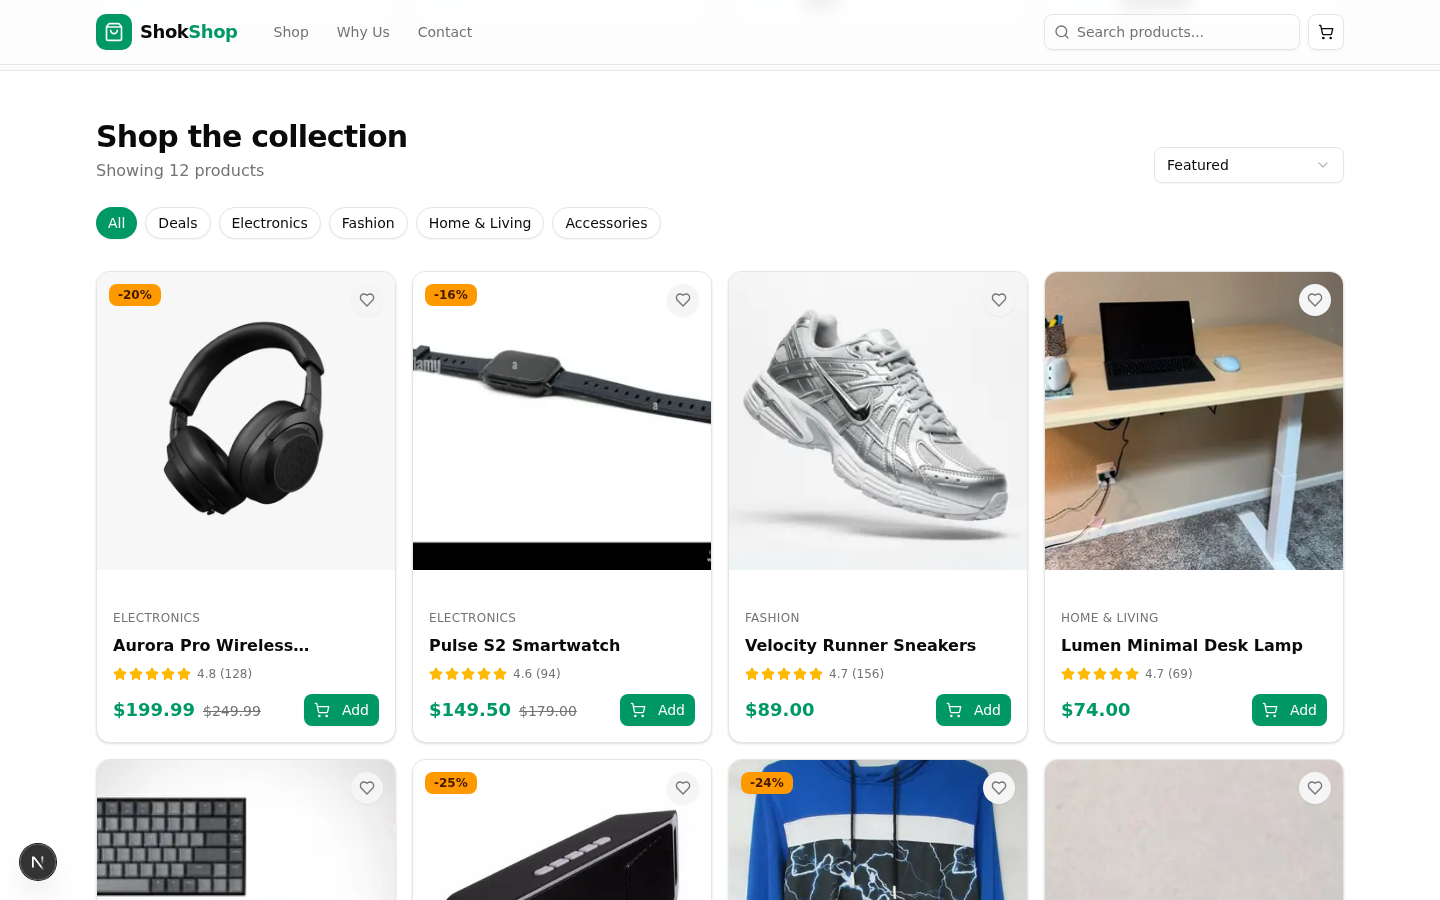 ShokShop
Shop
Why Us
Contact
Search products...
Shop the collection
Showing 12 products
Featured
All
Deals
Electronics
Fashion
Home & Living
Accessories
-20%
-16%
ELECTRONICS
Aurora Pro Wireless...
4.8 (128)
$199.99 $249.99
Add
ELECTRONICS
Pulse S2 Smartwatch
4.6 (94)
$149.50 $179.00
Add
FASHION
Velocity Runner Sneakers
4.7 (156)
$89.00
Add
HOME & LIVING
Lumen Minimal Desk Lamp
4.7 (69)
$74.00
Add
-25%
-24%
N